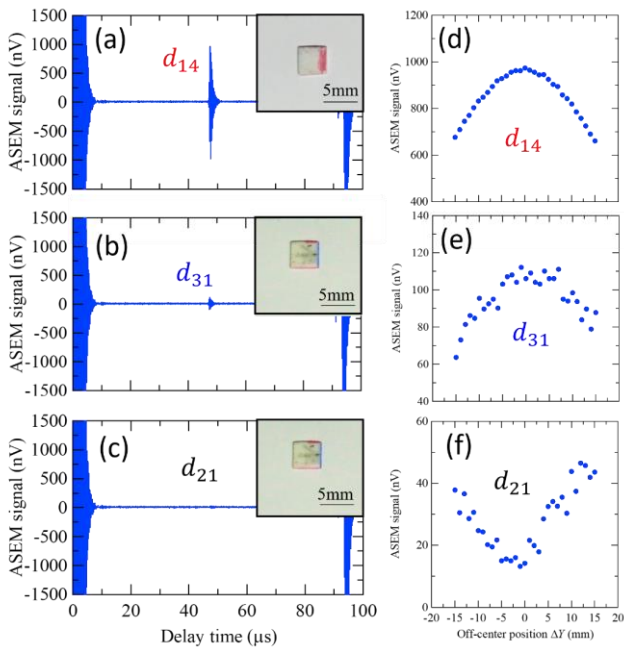 (a)
d14
5mm
1500
1000
500
0
-500
-1000
-1500
ASEM signal (nV)
(b)
d31
5mm
1500
1000
500
0
-500
-1000
-1500
ASEM signal (nV)
(c)
d21
5mm
1500
1000
500
0
-500
-1000
-1500
ASEM signal (nV)
0 20 40 60 80 100
Delay time (μs)
(d)
d14
1200
1000
800
600
400
ASEM signal (nV)
(e)
d31
140
120
100
80
60
40
ASEM signal (nV)
(f)
d21
60
40
20
0
ASEM signal (nV)
-20 -15 -10 -5 0 5 10 15 20
Off-center position ΔY (mm)